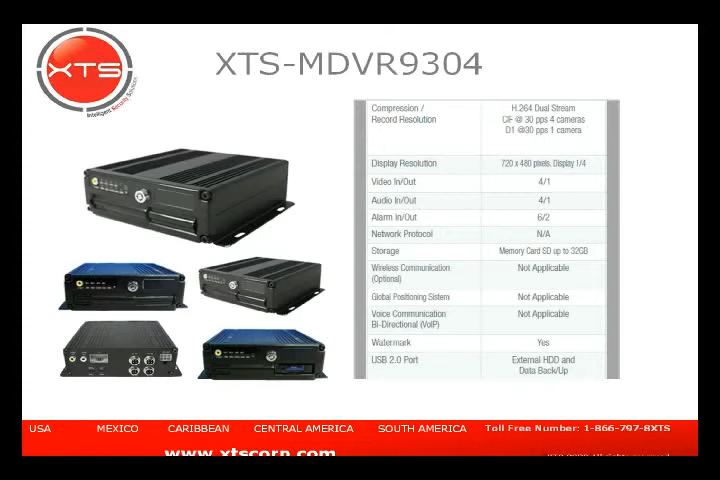 XTS
Intelligent Security Solutions
XTS-MDVR9304
Compression / Record Resolution
H.264 Dual Stream
CIF @ 30 pps 4 cameras
D1 @30 pps 1 camera
Display Resolution 720 x 480 pixels. Display 1/4
Video In/Out 4/1
Audio In/Out 4/1
Alarm In/Out 6/2
Network Protocol N/A
Storage Memory Card SD up to 32GB
Wireless Communication (Optional) Not Applicable
Global Positioning Sistem Not Applicable
Voice Communication Bi-Directional (VoIP) Not Applicable
Watermark Yes
USB 2.0 Port External HDD and Data Back/Up
USA MEXICO CARIBBEAN CENTRAL AMERICA SOUTH AMERICA Toll Free Number: 1-866-797-8XTS
www.xtscorp.com